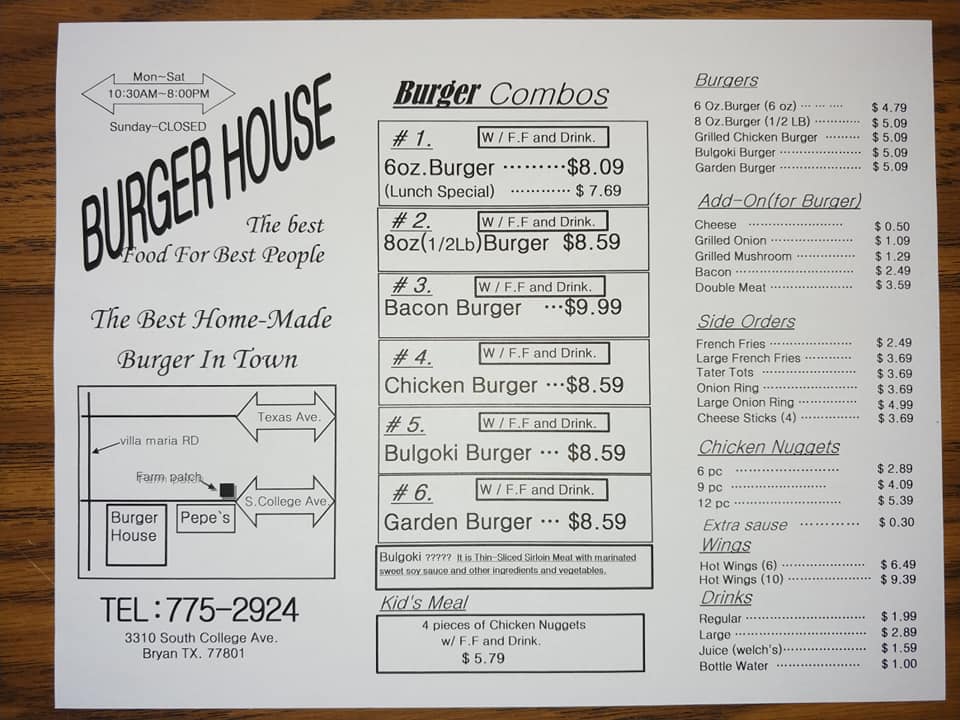 Mon~Sat
10:30AM~8:00PM
Sunday-CLOSED
BURGER HOUSE
The best
Food For Best People
The Best Home-Made
Burger In Town
Texas Ave.
villa maria RD
Farm patch
S.College Ave.
Burger
House
Pepe`s
TEL:775-2924
3310 South College Ave.
Bryan TX. 77801
Burger Combos
# 1. W / F.F and Drink.
6oz.Burger ········· $8.09
(Lunch Special) ············ $ 7.69
# 2. W / F.F and Drink.
8oz(1/2Lb)Burger $8.59
# 3. W / F.F and Drink.
Bacon Burger ···$9.99
# 4. W / F.F and Drink.
Chicken Burger ···$8.59
# 5. W / F.F and Drink.
Bulgoki Burger ··· $8.59
# 6. W / F.F and Drink.
Garden Burger ··· $8.59
Bulgoki ????? It is Thin-Sliced Sirloin Meat with marinated
sweet soy sauce and other ingredients and vegetables.
Kid's Meal
4 pieces of Chicken Nuggets
w/ F.F and Drink.
$ 5.79
Burgers
6 Oz.Burger (6 oz) ··· ··· ···· $ 4.79
8 Oz.Burger (1/2 LB) ············ $ 5.09
Grilled Chicken Burger ········· $ 5.09
Bulgoki Burger ····················· $ 5.09
Garden Burger ····················· $ 5.09
Add-On(for Burger)
Cheese ························ $ 0.50
Grilled Onion ····················· $ 1.09
Grilled Mushroom ··············· $ 1.29
Bacon ······························ $ 2.49
Double Meat ····················· $ 3.59
Side Orders
French Fries ····················· $ 2.49
Large French Fries ············ $ 3.69
Tater Tots ························ $ 3.69
Onion Ring ························ $ 3.69
Large Onion Ring ··············· $ 4.99
Cheese Sticks (4) ··············· $ 3.69
Chicken Nuggets
6 pc ··························· $ 2.89
9 pc ··························· $ 4.09
12 pc ··························· $ 5.39
Extra sause ··············· $ 0.30
Wings
Hot Wings (6) ····················· $ 6.49
Hot Wings (10) ····················· $ 9.39
Drinks
Regular ······························ $ 1.99
Large ································· $ 2.89
Juice (welch's)····················· $ 1.59
Bottle Water ····················· $ 1.00